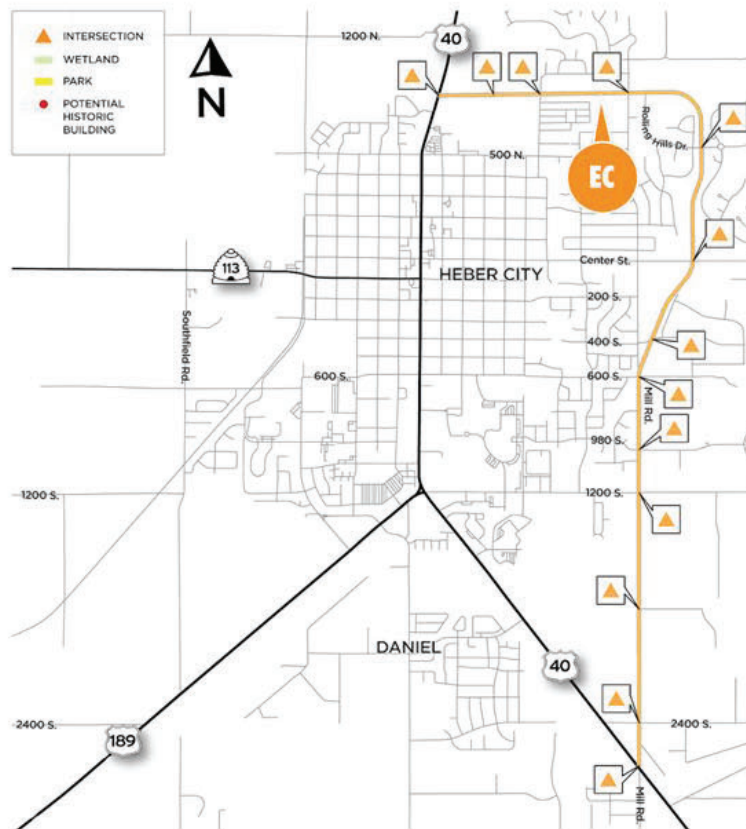 INTERSECTION
WETLAND
PARK
POTENTIAL
HISTORIC
BUILDING
N
1200 N.
40
Rolling Hills Dr.
500 N.
EC
Center St.
113
HEBER CITY
200 S.
Southfield Rd.
400 S.
600 S.
600 S.
Mill Rd.
980 S.
1200 S.
1200 S.
DANIEL
40
2400 S.
2400 S.
189
Mill Rd.